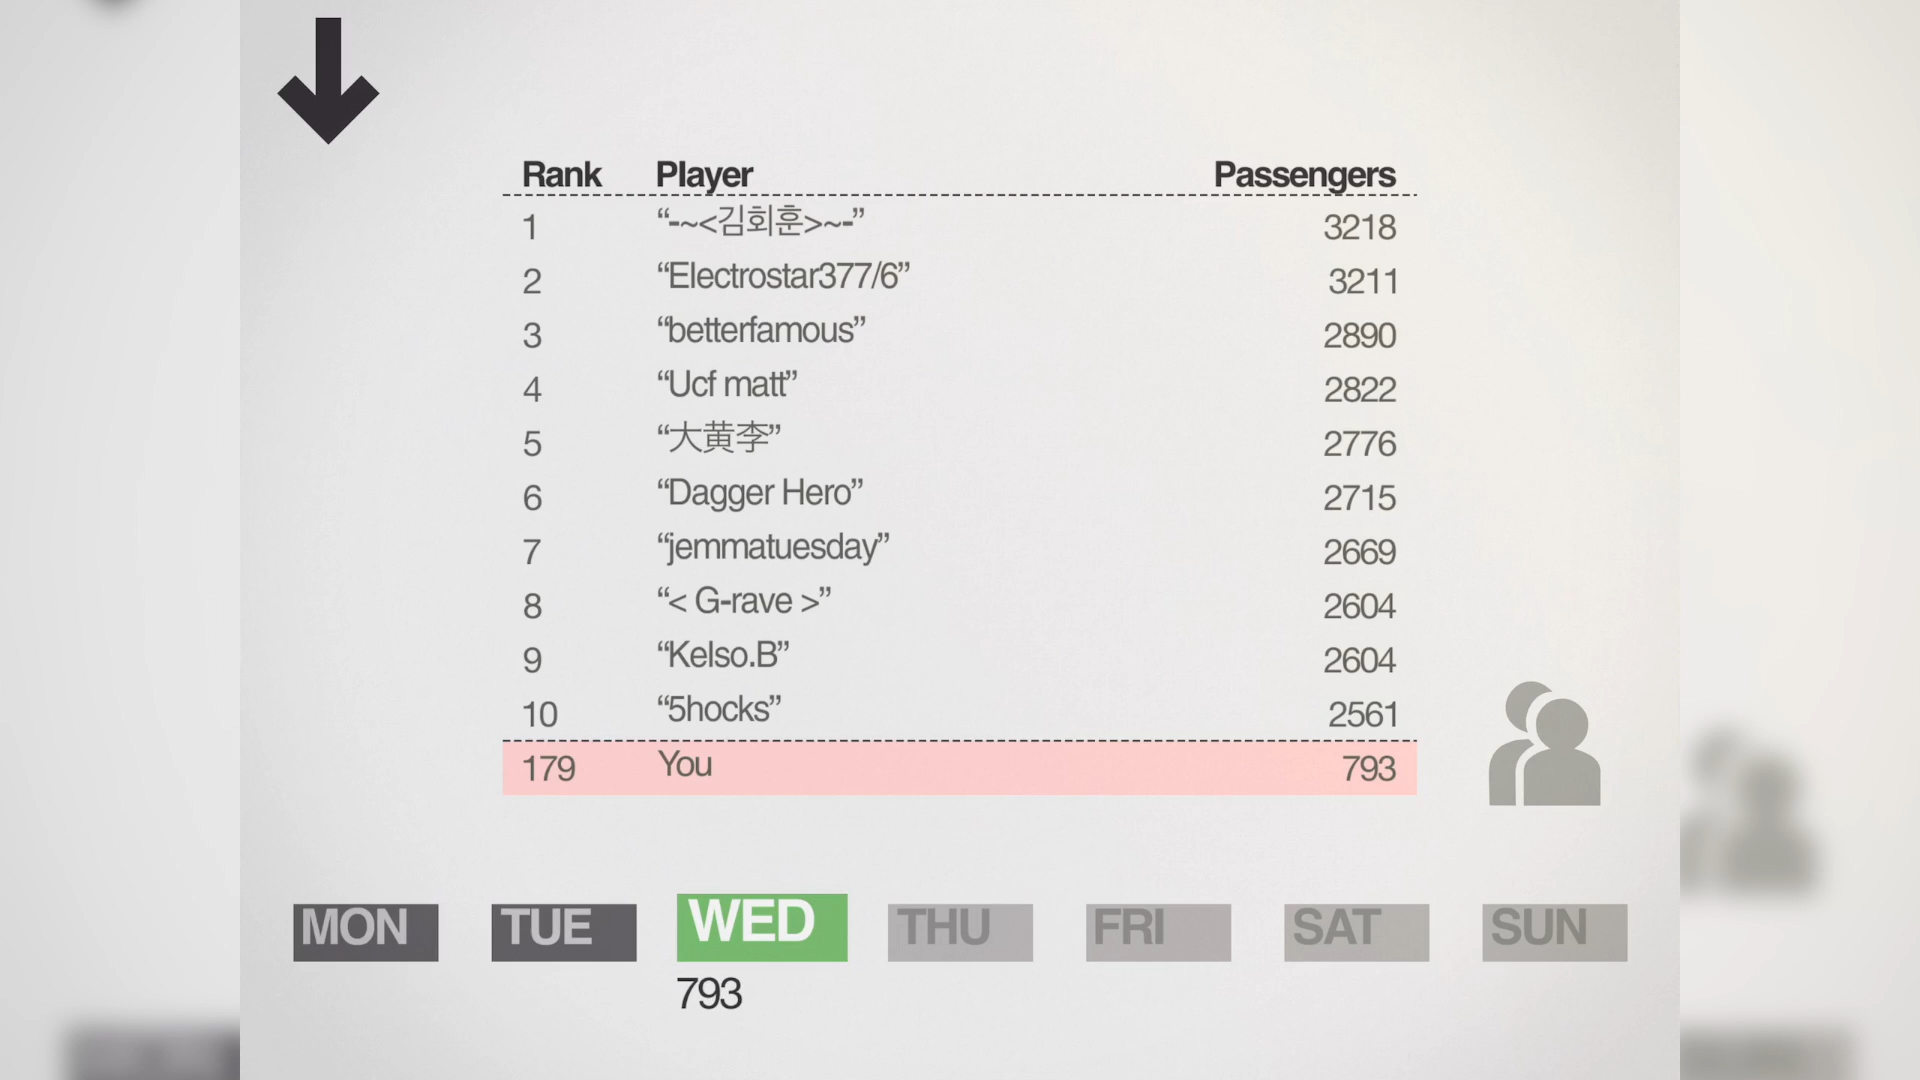 Rank Player Passengers
1 “-~<김회훈>~-” 3218
2 “Electrostar377/6” 3211
3 “betterfamous” 2890
4 “Ucf matt” 2822
5 “大黄李” 2776
6 “Dagger Hero” 2715
7 “jemmatuesday” 2669
8 “< G-rave >” 2604
9 “Kelso.B” 2604
10 “5hocks” 2561
179 You 793
MON TUE WED THU FRI SAT SUN
793